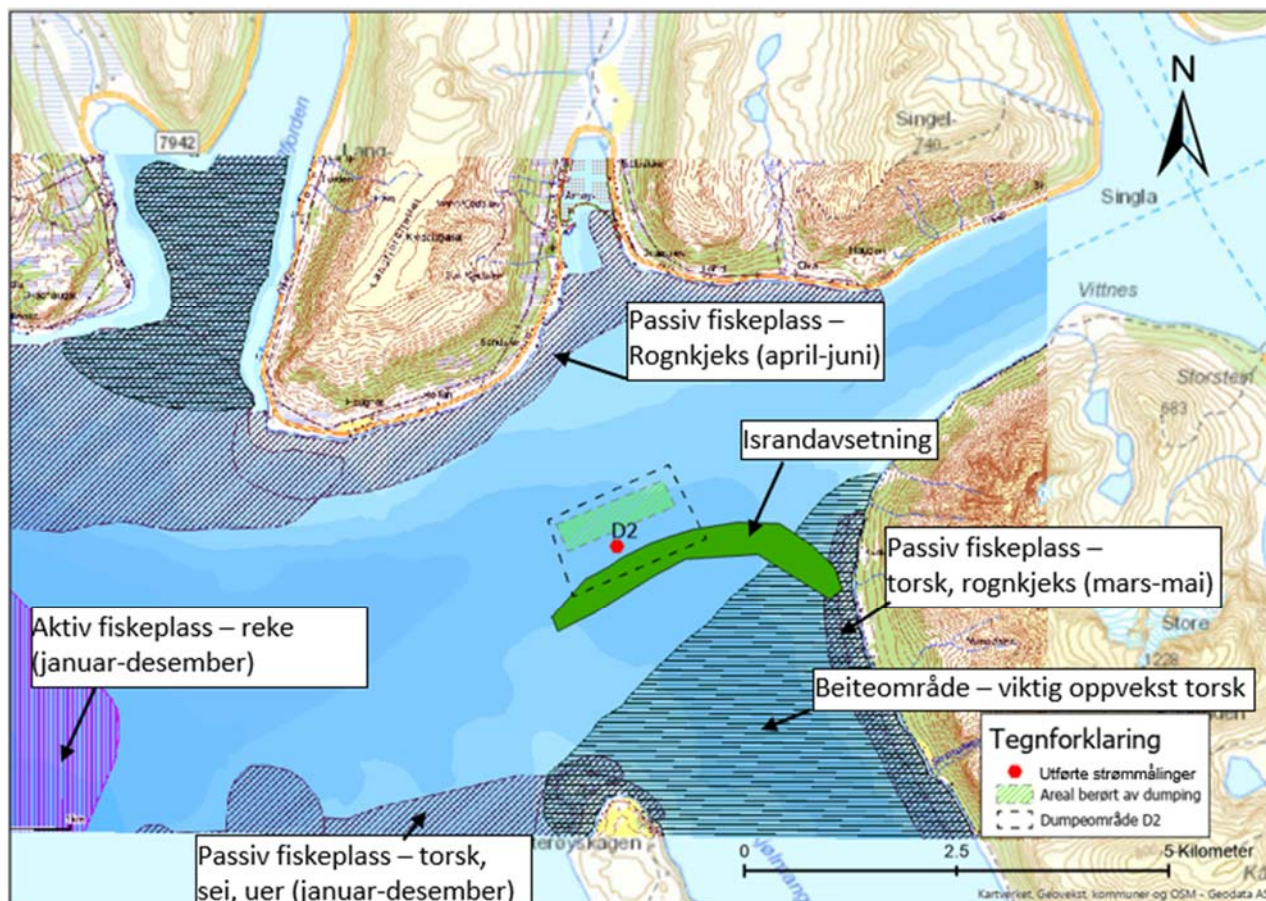 N
7942
Lang-
Singel-
740
Singla
Vittnes
Passiv fiskeplass –
Rognkjeks (april-juni)
Storstein
683
Israndavsetning
D2
Passiv fiskeplass –
torsk, rognkjeks (mars-mai)
Aktiv fiskeplass – reke
(januar-desember)
Store
1228
Beiteområde – viktig oppvekst torsk
Tegnforklaring
Utførte strømmålinger
Areal berørt av dumping
Dumpeområde D2
Passiv fiskeplass – torsk,
sei, uer (januar-desember)
0 2.5 5 Kilometer
Kartverket, Geovekst, kommuner og OSM - Geodata AS